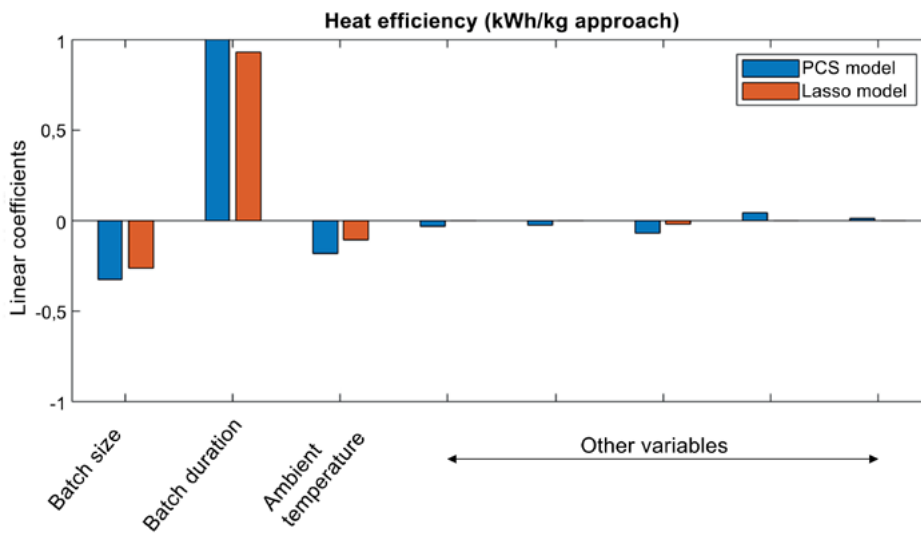 Heat efficiency (kWh/kg approach)
1
0,5
0
-0,5
-1
Linear coefficients
PCS model
Lasso model
Batch size
Batch duration
Ambient
temperature
Other variables